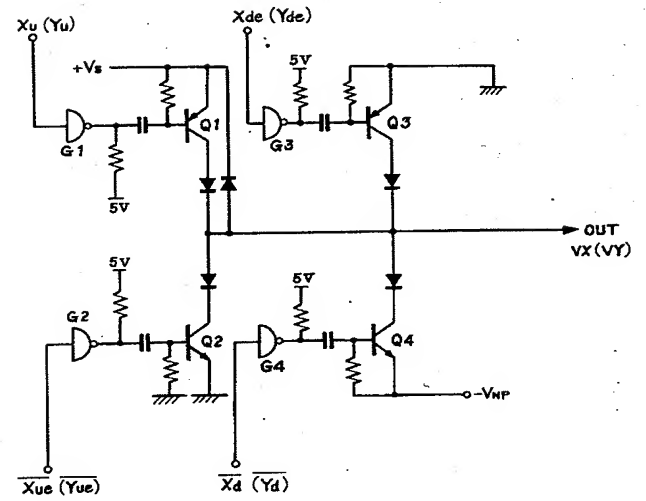 Xu (Yu)
Xde (Yde)
+Vs
5V
Q1
Q3
G1
G3
5V
OUT
VX (VY)
5V
5V
G2
Q2
G4
Q4
-VNP
Xue (Yue)
Xd (Yd)